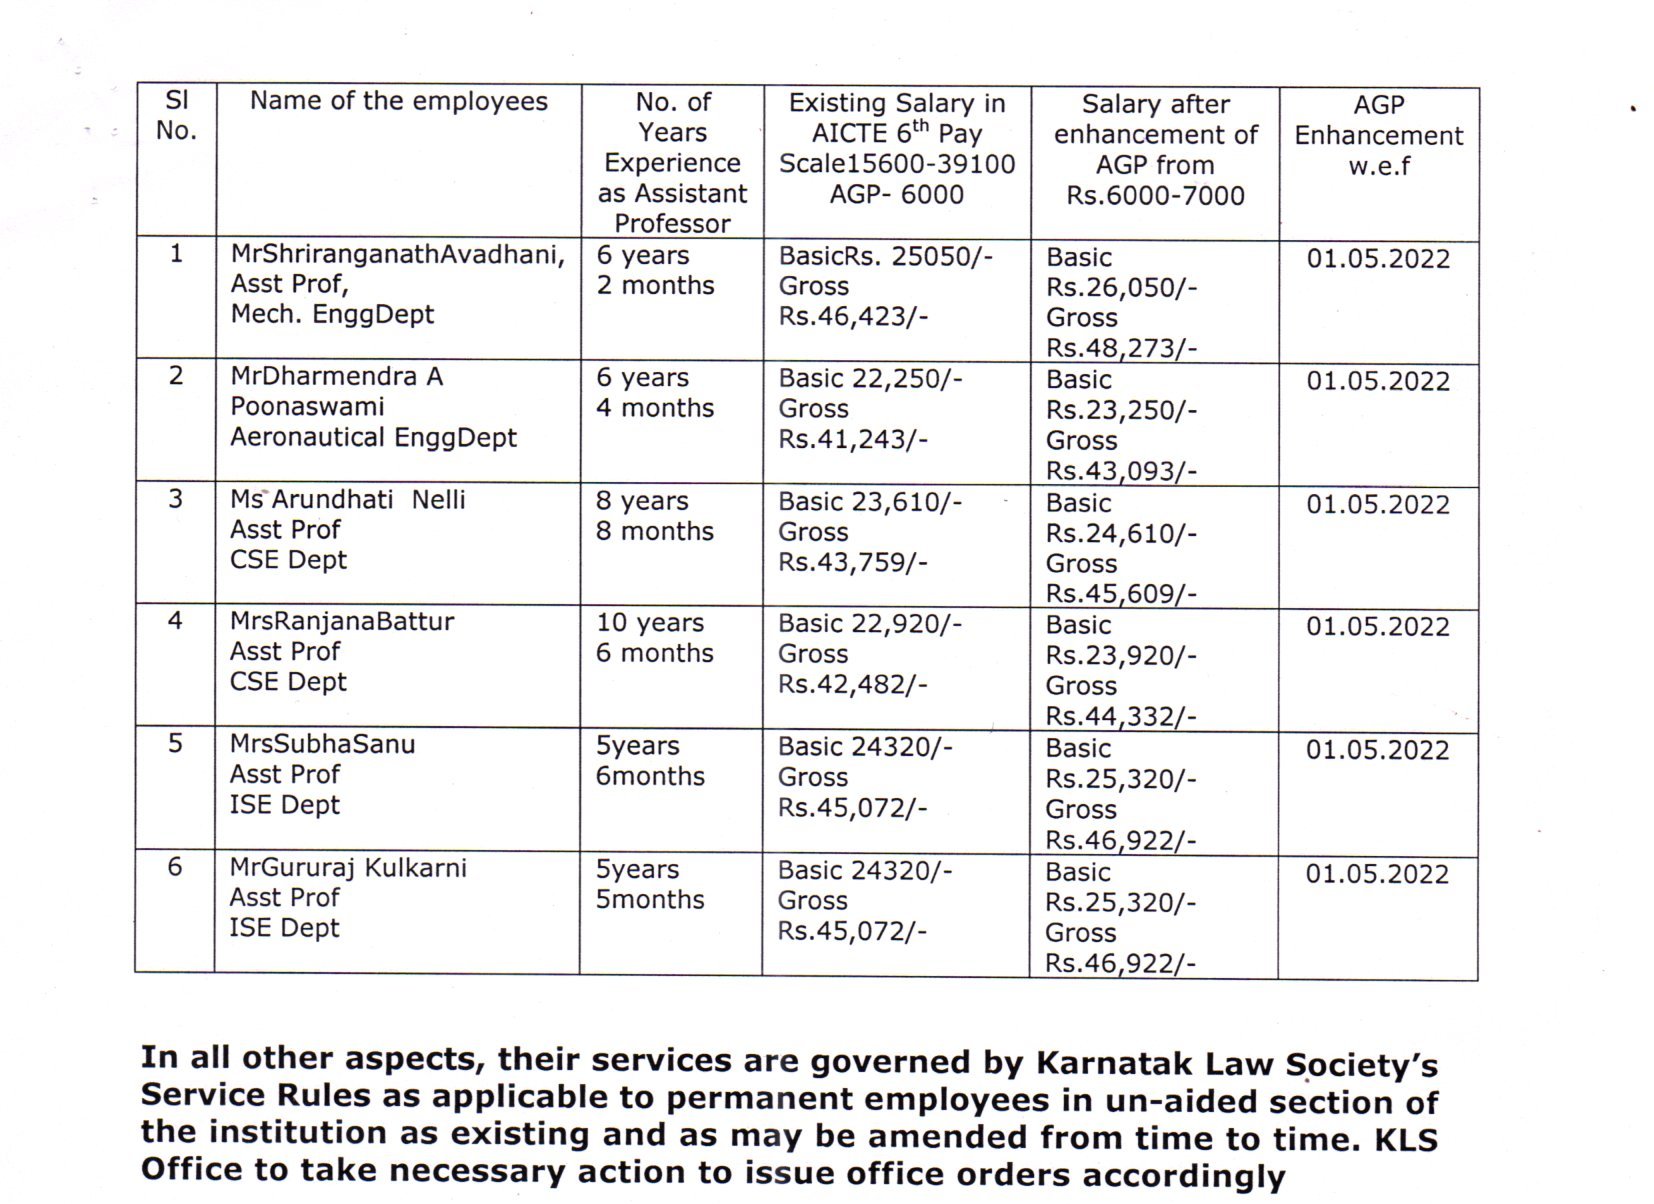 Sl
No.
Name of the employees
No. of
Years
Experience
as Assistant
Professor
Existing Salary in
AICTE 6th Pay
Scale15600-39100
AGP- 6000
Salary after
enhancement of
AGP from
Rs.6000-7000
AGP
Enhancement
w.e.f
1
MrShriranganathAvadhani,
Asst Prof,
Mech. EnggDept
6 years
2 months
BasicRs. 25050/-
Gross
Rs.46,423/-
Basic
Rs.26,050/-
Gross
Rs.48,273/-
01.05.2022
2
MrDharmendra A
Poonaswami
Aeronautical EnggDept
6 years
4 months
Basic 22,250/-
Gross
Rs.41,243/-
Basic
Rs.23,250/-
Gross
Rs.43,093/-
01.05.2022
3
Ms Arundhati  Nelli
Asst Prof
CSE Dept
8 years
8 months
Basic 23,610/-
Gross
Rs.43,759/-
Basic
Rs.24,610/-
Gross
Rs.45,609/-
01.05.2022
4
MrsRanjanaBattur
Asst Prof
CSE Dept
10 years
6 months
Basic 22,920/-
Gross
Rs.42,482/-
Basic
Rs.23,920/-
Gross
Rs.44,332/-
01.05.2022
5
MrsSubhaSanu
Asst Prof
ISE Dept
5years
6months
Basic 24320/-
Gross
Rs.45,072/-
Basic
Rs.25,320/-
Gross
Rs.46,922/-
01.05.2022
6
MrGururaj Kulkarni
Asst Prof
ISE Dept
5years
5months
Basic 24320/-
Gross
Rs.45,072/-
Basic
Rs.25,320/-
Gross
Rs.46,922/-
01.05.2022
In all other aspects, their services are governed by Karnatak Law Society’s
Service Rules as applicable to permanent employees in un-aided section of
the institution as existing and as may be amended from time to time. KLS
Office to take necessary action to issue office orders accordingly